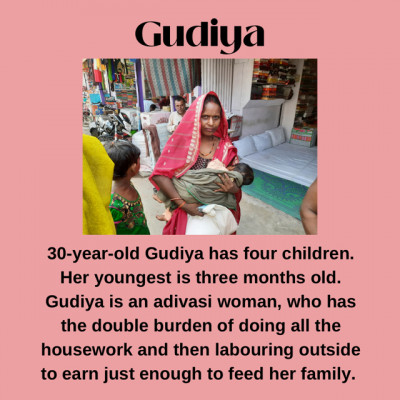 Gudiya
30-year-old Gudiya has four children.
Her youngest is three months old.
Gudiya is an adivasi woman, who has
the double burden of doing all the
housework and then labouring outside
to earn just enough to feed her family.